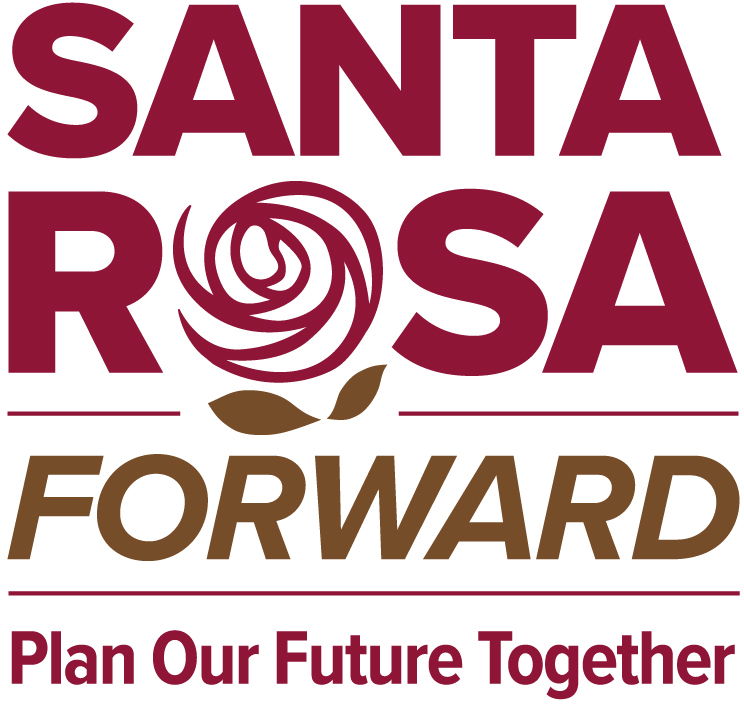 SANTA
ROSA
FORWARD
Plan Our Future Together